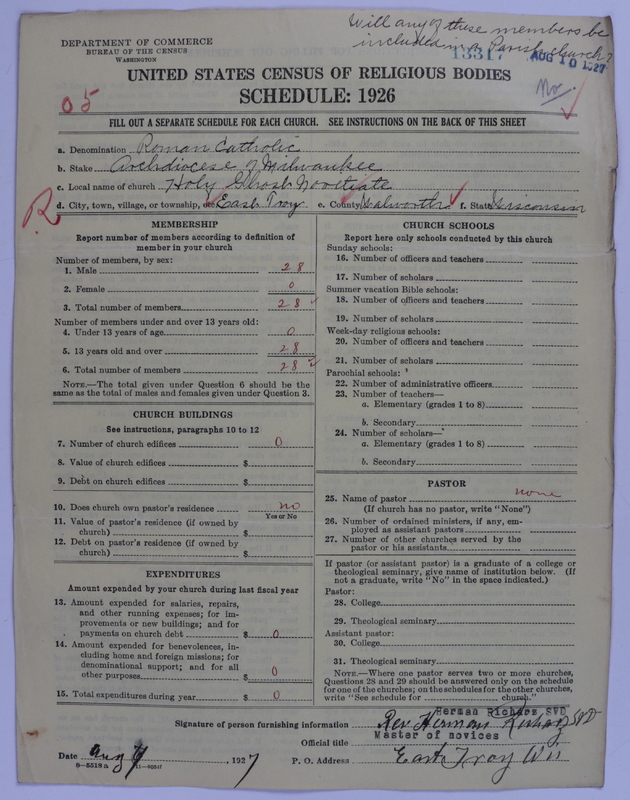 Will any of these members be
included in a Parish church?
DEPARTMENT OF COMMERCE
BUREAU OF THE CENSUS
WASHINGTON
13317 AUG 10 1927
No
UNITED STATES CENSUS OF RELIGIOUS BODIES
SCHEDULE: 1926
05
FILL OUT A SEPARATE SCHEDULE FOR EACH CHURCH. SEE INSTRUCTIONS ON THE BACK OF THIS SHEET
a. Denomination Roman Catholic
b. Stake Archdiocese of Milwaukee
c. Local name of church Holy Ghost Novitiate
d. City, town, village, or township, etc. East Troy e. County Walworth f. State Wisconsin
R
MEMBERSHIP
Report number of members according to definition of
member in your church
Number of members, by sex:
1. Male 28
2. Female 0
3. Total number of members 28
Number of members under and over 13 years old:
4. Under 13 years of age 0
5. 13 years old and over 28
6. Total number of members 28
NOTE.—The total given under Question 6 should be the
same as the total of males and females given under Question 3.
CHURCH BUILDINGS
See instructions, paragraphs 10 to 12
7. Number of church edifices 0
8. Value of church edifices $
9. Debt on church edifices $
10. Does church own pastor's residence no
Yes or No
11. Value of pastor's residence (if owned by
church) $
12. Debt on pastor's residence (if owned by
church) $
EXPENDITURES
Amount expended by your church during last fiscal year
13. Amount expended for salaries, repairs,
and other running expenses; for im-
provements or new buildings; and for
payments on church debt $ 0
14. Amount expended for benevolences, in-
cluding home and foreign missions; for
denominational support; and for all
other purposes $ 0
15. Total expenditures during year $ 0
CHURCH SCHOOLS
Report here only schools conducted by this church
Sunday schools:
16. Number of officers and teachers
17. Number of scholars
Summer vacation Bible schools:
18. Number of officers and teachers
19. Number of scholars
Week-day religious schools:
20. Number of officers and teachers
21. Number of scholars
Parochial schools:
22. Number of administrative officers
23. Number of teachers—
a. Elementary (grades 1 to 8)
b. Secondary
24. Number of scholars—
a. Elementary (grades 1 to 8)
b. Secondary
PASTOR
25. Name of pastor none
(If church has no pastor, write "None")
26. Number of ordained ministers, if any, em-
ployed as assistant pastors
27. Number of other churches served by the
pastor or his assistants
If pastor (or assistant pastor) is a graduate of a college or
theological seminary, give name of institution below. (If
not a graduate, write "No" in the space indicated.)
Pastor:
28. College
29. Theological seminary
Assistant pastor:
30. College
31. Theological seminary
NOTE.—Where one pastor serves two or more churches,
Questions 28 and 29 should be answered only on the schedule
for one of the churches; on the schedules for the other churches,
write "See schedule for church."
Herman Richarz SVD
Signature of person furnishing information Rev. Herman Richarz SVD
Official title Master of novices
Date Aug 7, 1927 P. O. Address East Troy Wis
8-5518a